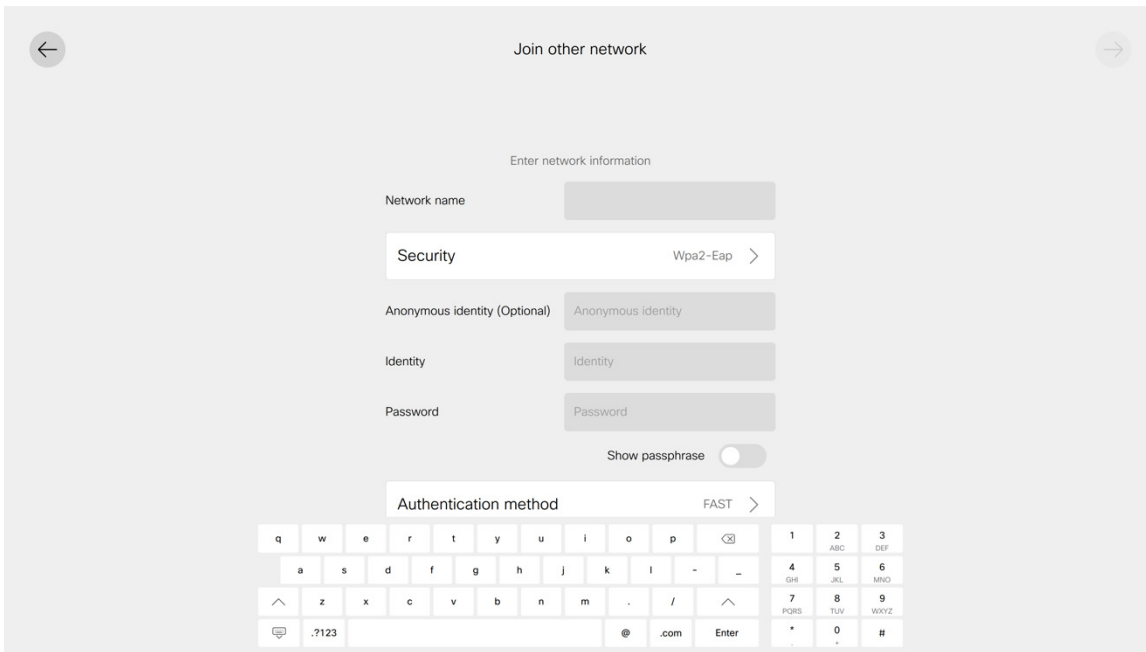 Join other network
Enter network information
Network name
Security Wpa2-Eap
Anonymous identity (Optional) Anonymous identity
Identity Identity
Password Password
Show passphrase
Authentication method FAST
q w e r t y u i o p 1 2 ABC 3 DEF
a s d f g h j k l - _ 4 GHI 5 JKL 6 MNO
z x c v b n m . / 7 PQRS 8 TUV 9 WXYZ
.?123 @ .com Enter * . 0 + #